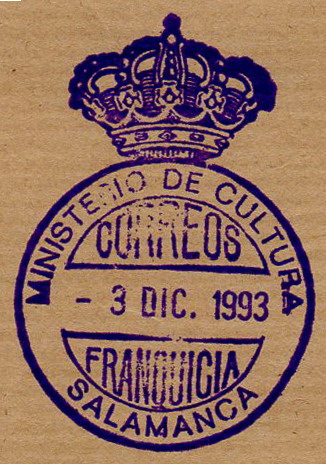 MINISTERIO DE CULTURA
CORREOS
- 3 DIC. 1993
FRANQUICIA
SALAMANCA